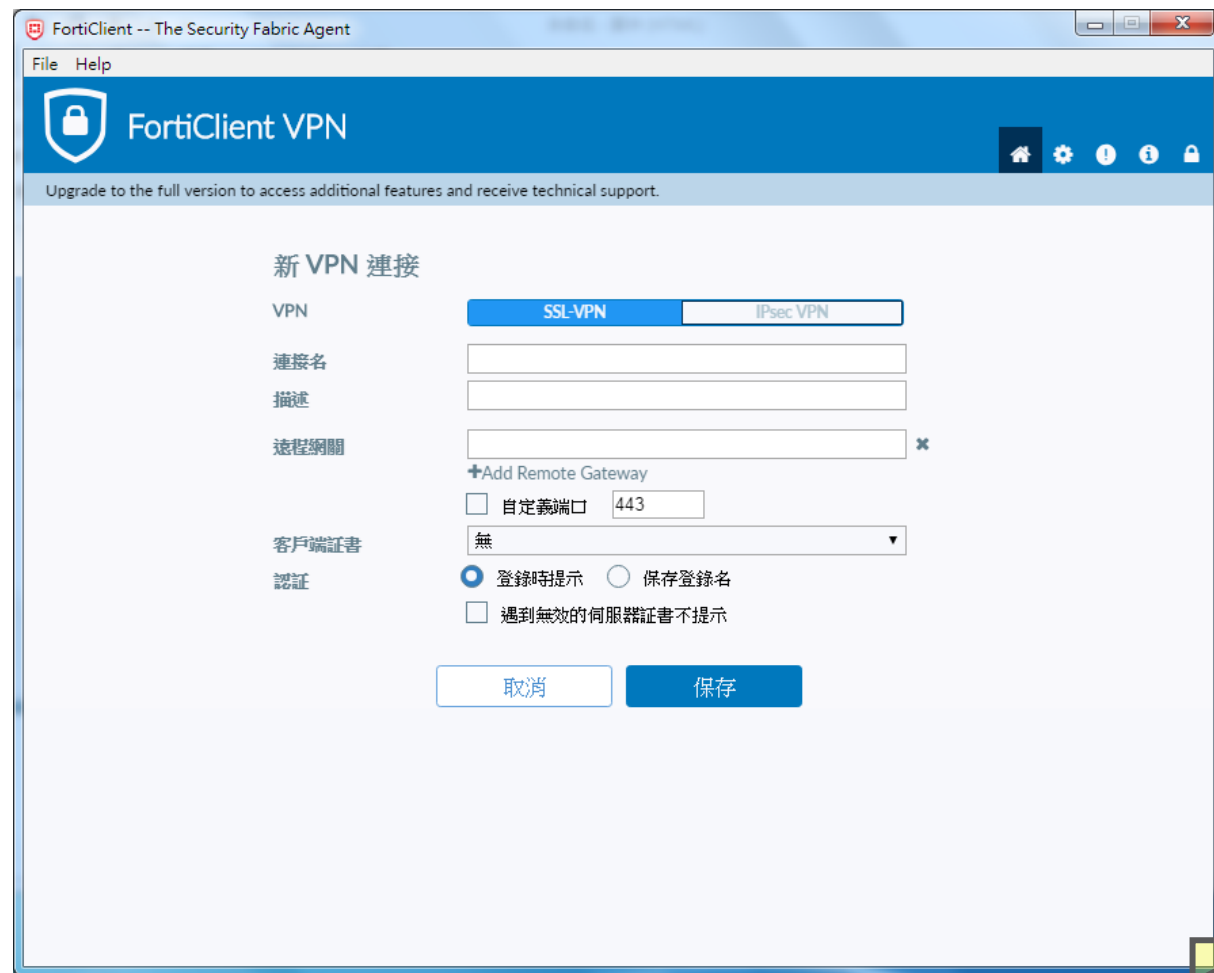 FortiClient -- The Security Fabric Agent
File Help
FortiClient VPN
Upgrade to the full version to access additional features and receive technical support.
新 VPN 連接
VPN SSL-VPN IPsec VPN
連接名
描述
遠程網關
+Add Remote Gateway
自定義端口 443
客戶端証書 無
認証 登錄時提示 保存登錄名
遇到無效的伺服器証書不提示
取消 保存